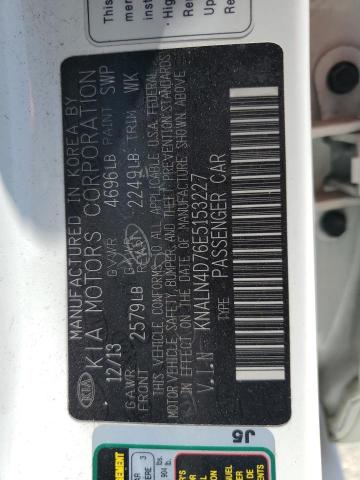 MANUFACTURED IN KOREA BY
KIA MOTORS CORPORATION
12/13 GVWR 4696LB PAINT SWP
GAWR
FRONT 2579LB REAR 2249LB TRIM WK
THIS VEHICLE CONFORMS TO ALL APPLICABLE U.S.A. FEDERAL
MOTOR VEHICLE SAFETY, BUMPER AND THEFT PREVENTION STANDARDS
IN EFFECT ON THE DATE OF MANUFACTURE SHOWN ABOVE
V.I.N KNALN4D76E5153227
TYPE PASSENGER CAR
KIA
J5